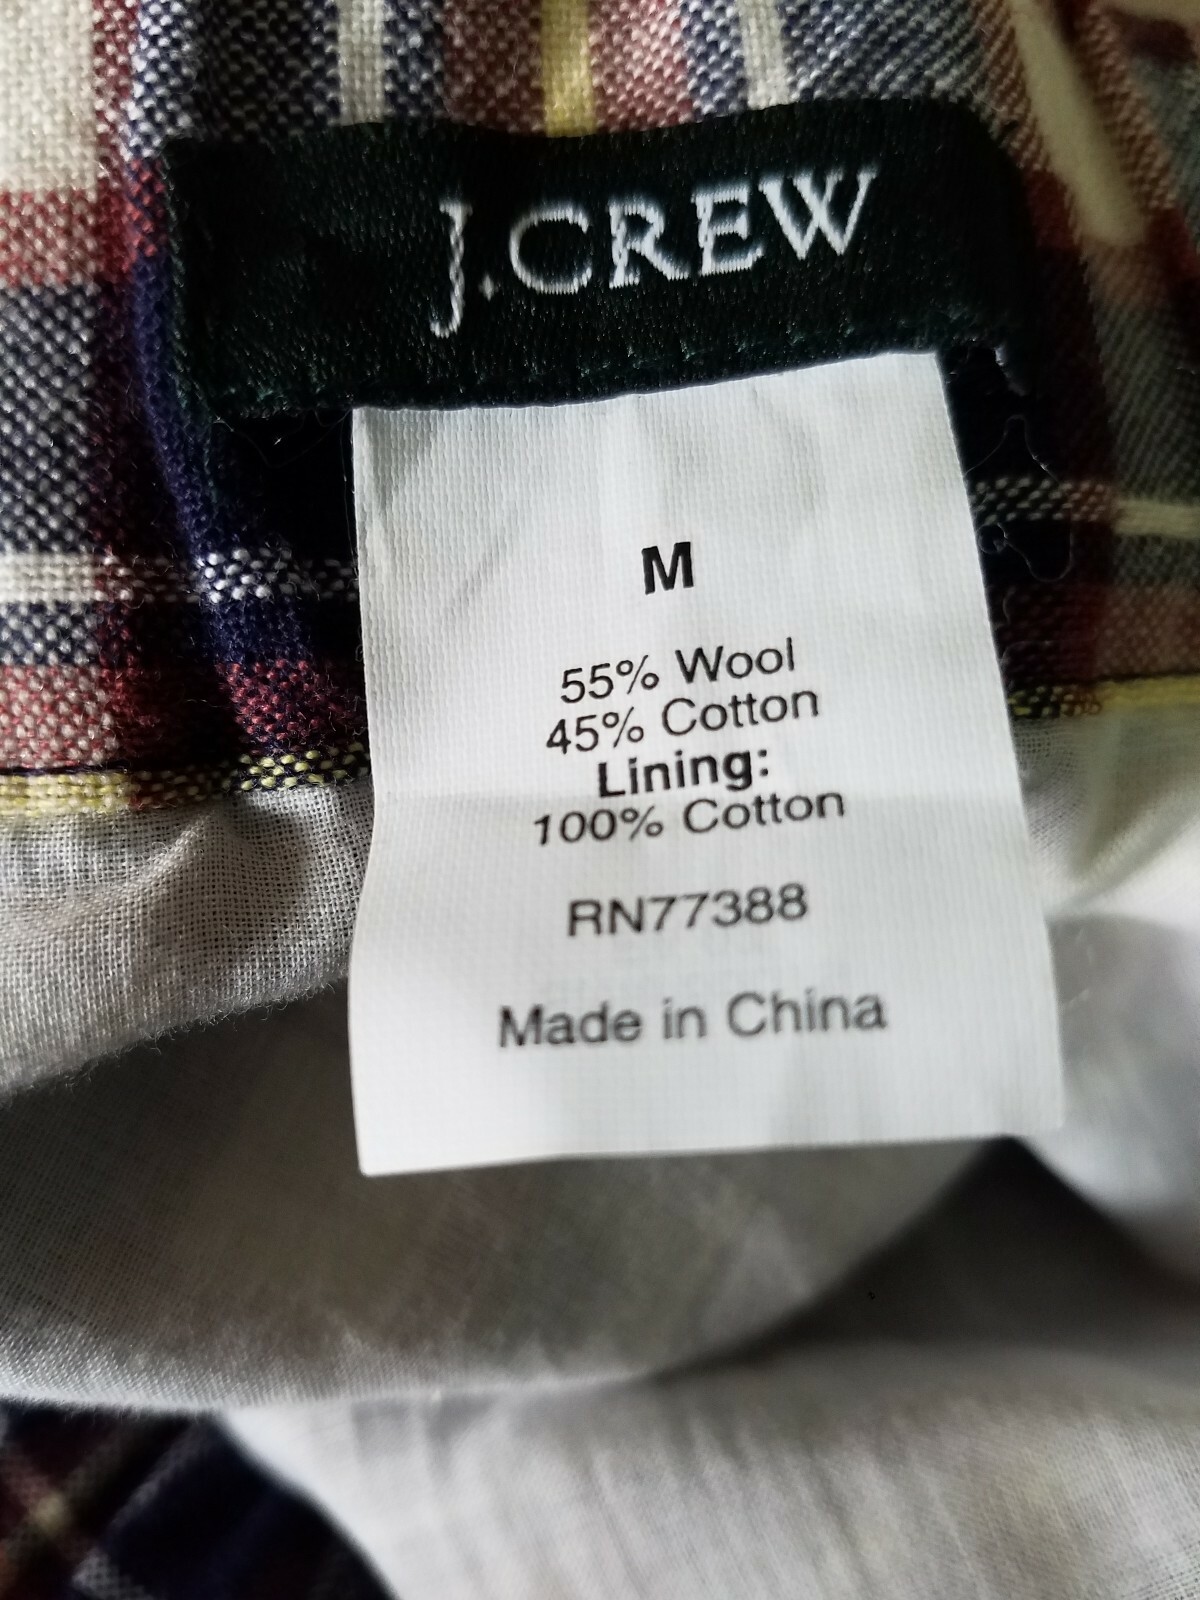 J.CREW
M
55% Wool
45% Cotton
Lining:
100% Cotton
RN77388
Made in China